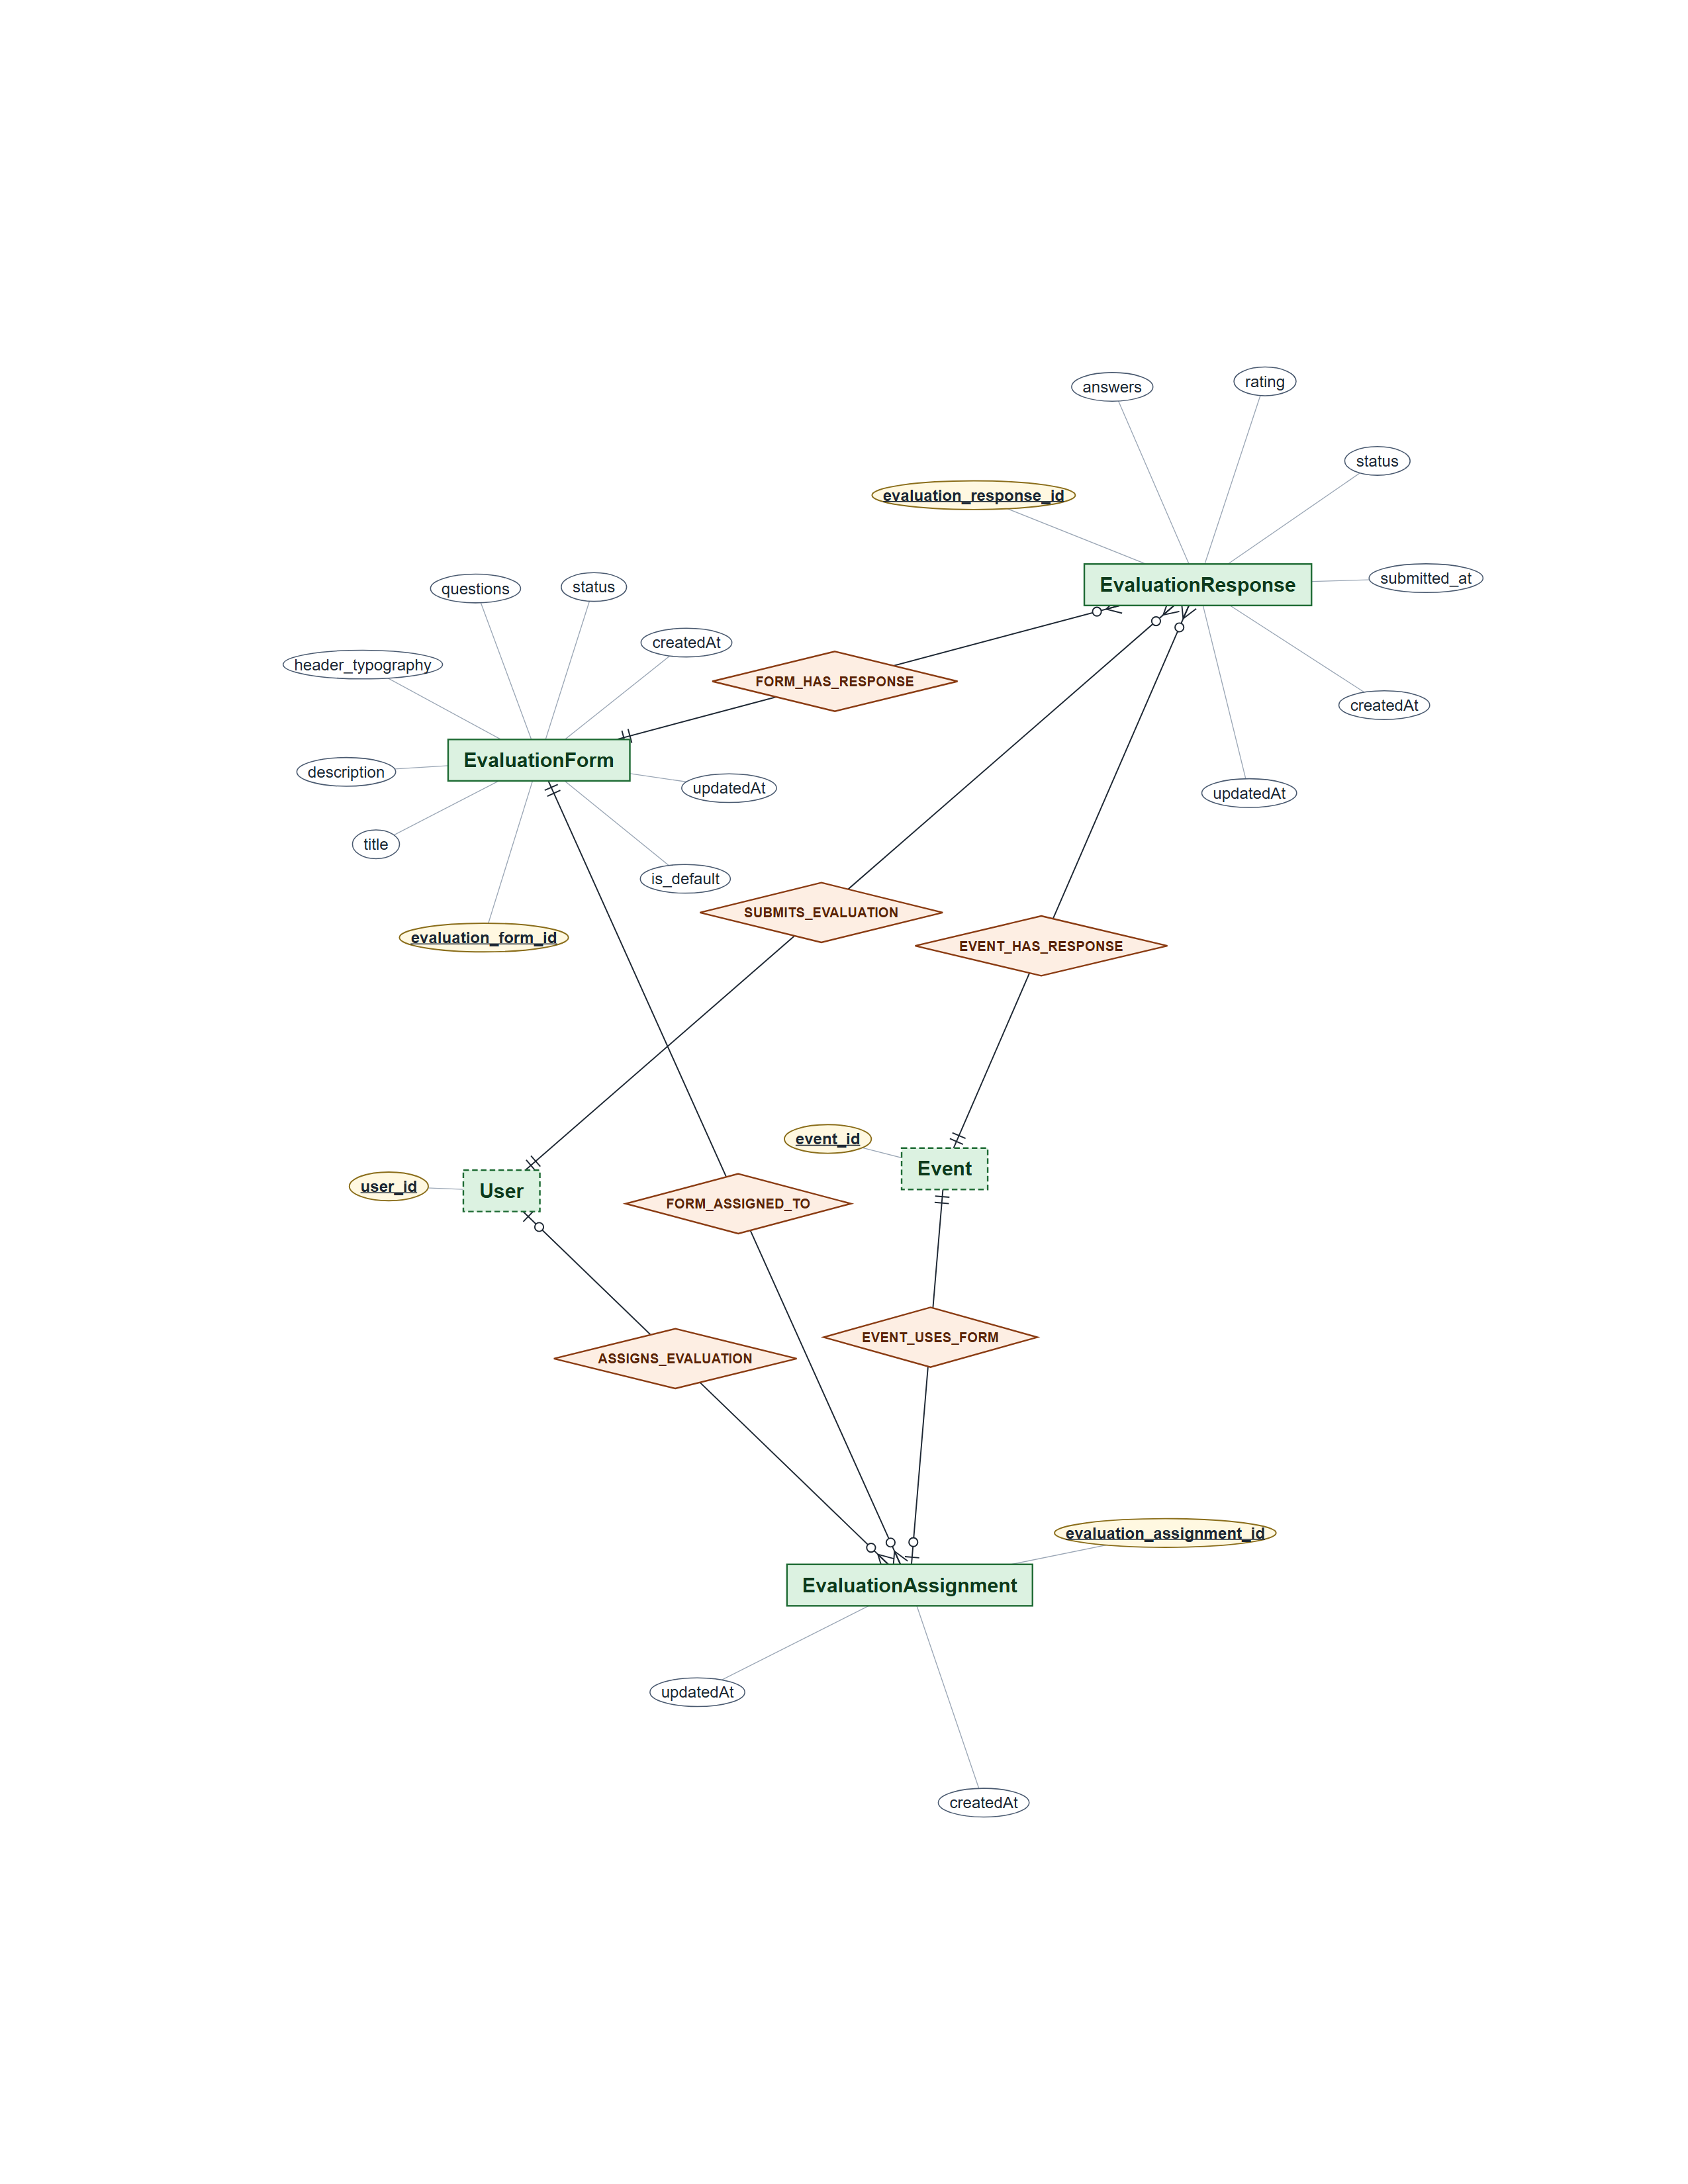 answers
rating
status
evaluation_response_id
EvaluationResponse
submitted_at
questions
status
createdAt
header_typography
FORM_HAS_RESPONSE
createdAt
EvaluationForm
description
updatedAt
updatedAt
title
is_default
SUBMITS_EVALUATION
evaluation_form_id
EVENT_HAS_RESPONSE
event_id
Event
user_id
User
FORM_ASSIGNED_TO
EVENT_USES_FORM
ASSIGNS_EVALUATION
evaluation_assignment_id
EvaluationAssignment
updatedAt
createdAt